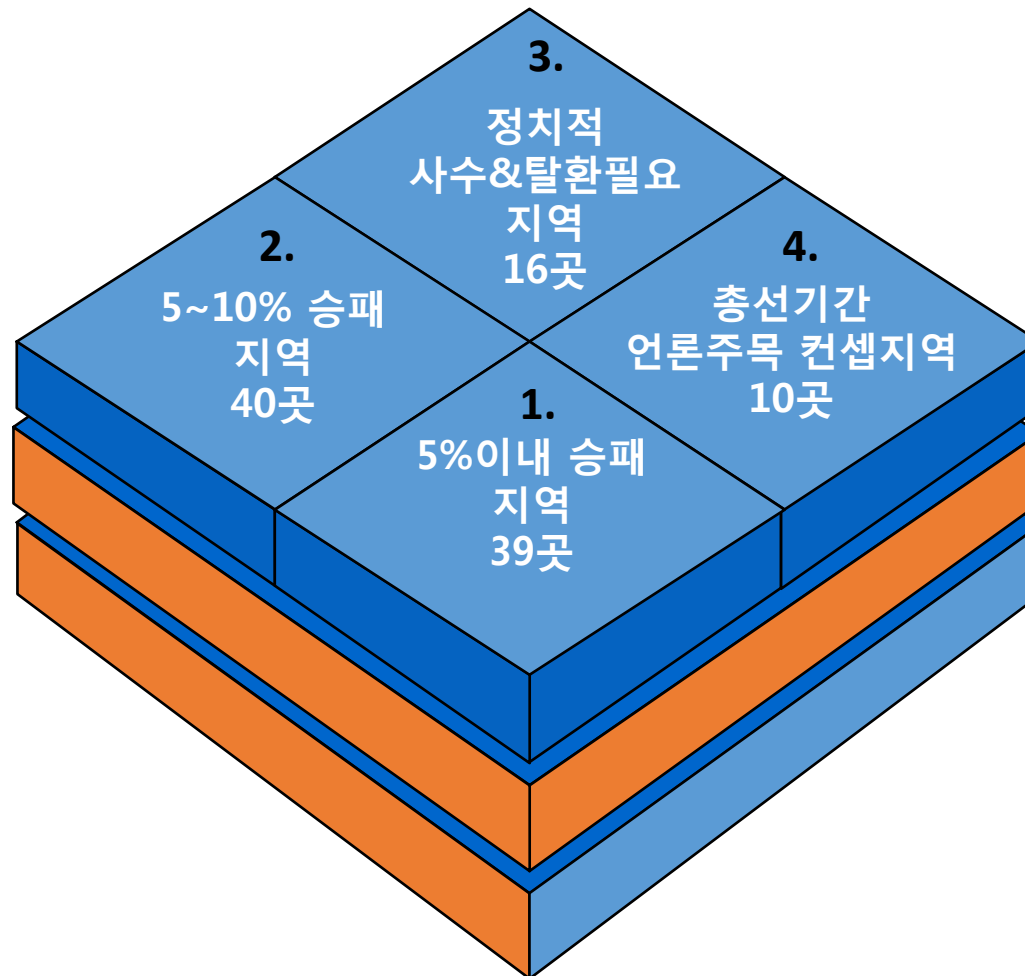 3.
정치적
사수&탈환필요
지역
16곳
2.
5~10% 승패
지역
40곳
4.
총선기간
언론주목 컨셉지역
10곳
1.
5%이내 승패
지역
39곳